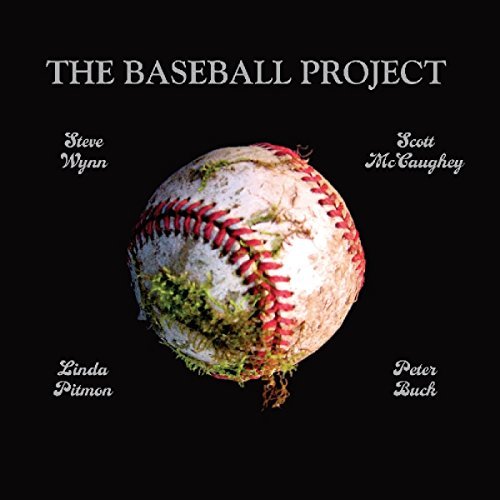 THE BASEBALL PROJECT
Steve
Wynn
Scott
McCaughey
Linda
Pitmon
Peter
Buck